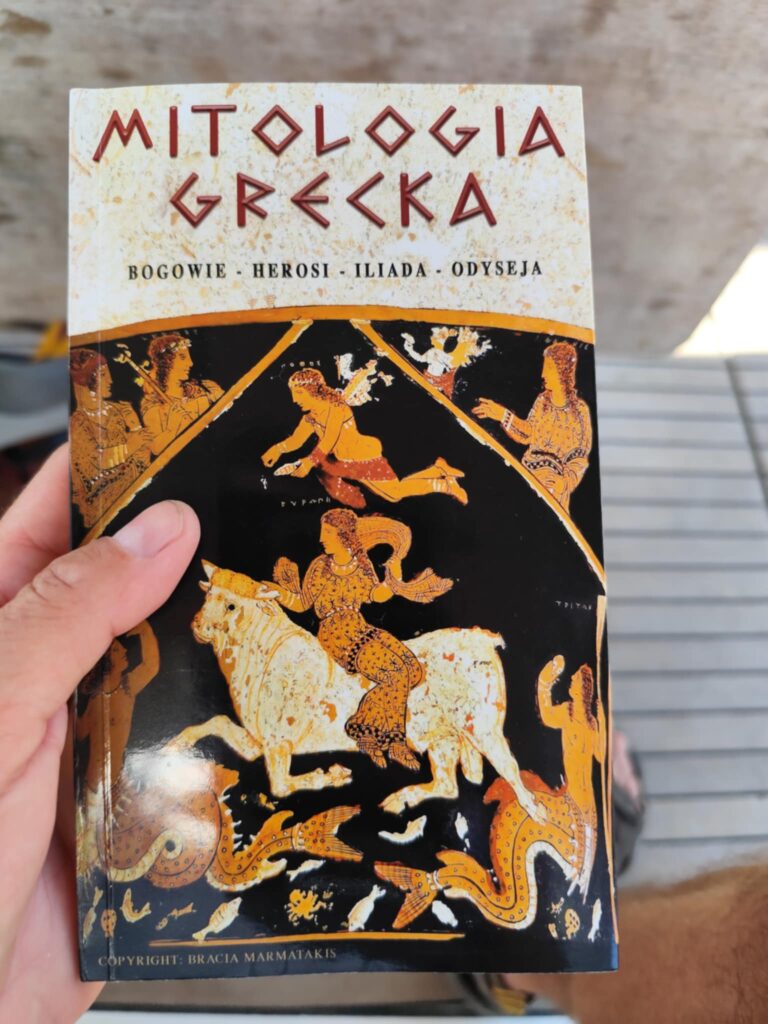 MITOLOGIA
GRECKA
BOGOWIE - HEROSI - ILIADA - ODYSEJA
COPYRIGHT: BRACIA MARMATAKIS